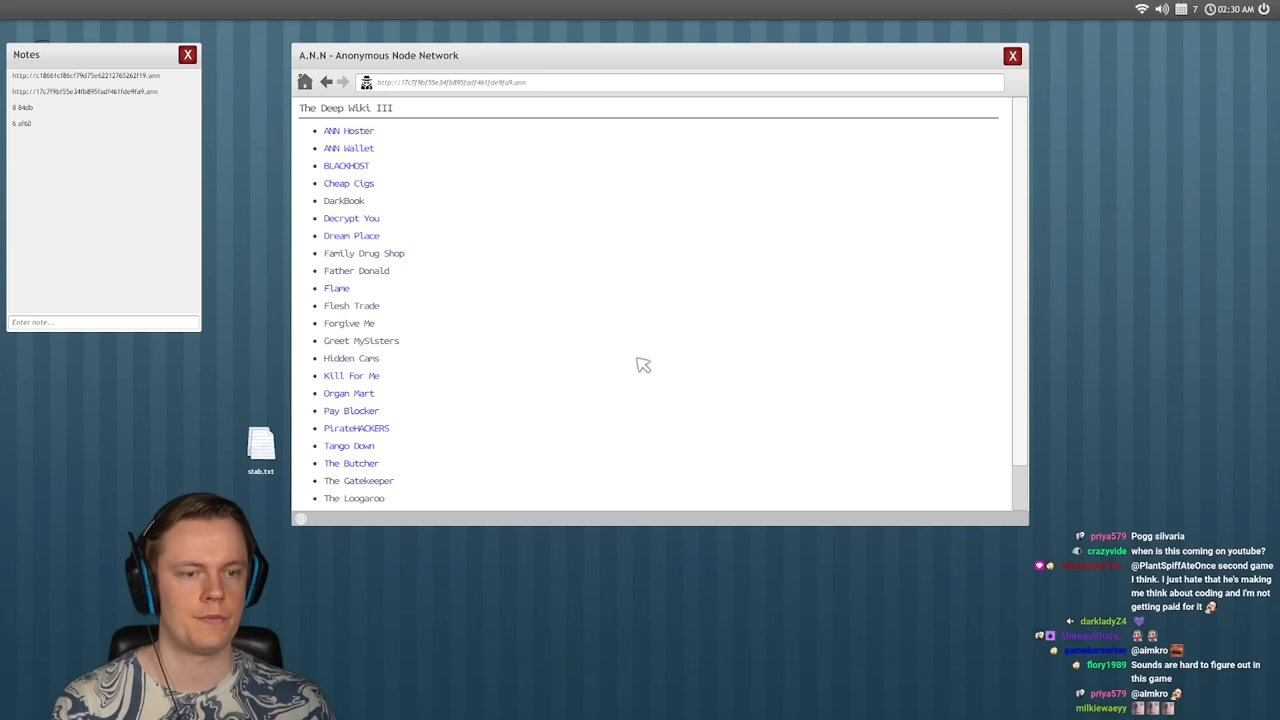 7 02:30 AM
Notes
X
http://c18661cf86cf79d75e62212765262f19.ann
http://17c7f9bf55e34fb895fadf461fde9fa9.ann
8 84db
6 af60
Enter note...
A.N.N - Anonymous Node Network
X
http://17c7f9bf55e34fb895fadf461fde9fa9.ann
The Deep Wiki III
ANN Hoster
ANN Wallet
BLACKHOST
Cheap Cigs
DarkBook
Decrypt You
Dream Place
Family Drug Shop
Father Donald
Flame
Flesh Trade
Forgive Me
Greet MySisters
Hidden Cams
Kill For Me
Organ Mart
Pay Blocker
PirateHACKERS
Tango Down
The Butcher
The Gatekeeper
The Loogaroo
stab.txt
priya579 Pogg silvaria
crazyvide when is this coming on youtube?
@PlantSpiffAteOnce second game
I think. I just hate that he's making
me think about coding and I'm not
getting paid for it
darkladyZ4
gameberzerker @aimkro
flory1989 Sounds are hard to figure out in
this game
priya579 @aimkro
milkiewaeyy